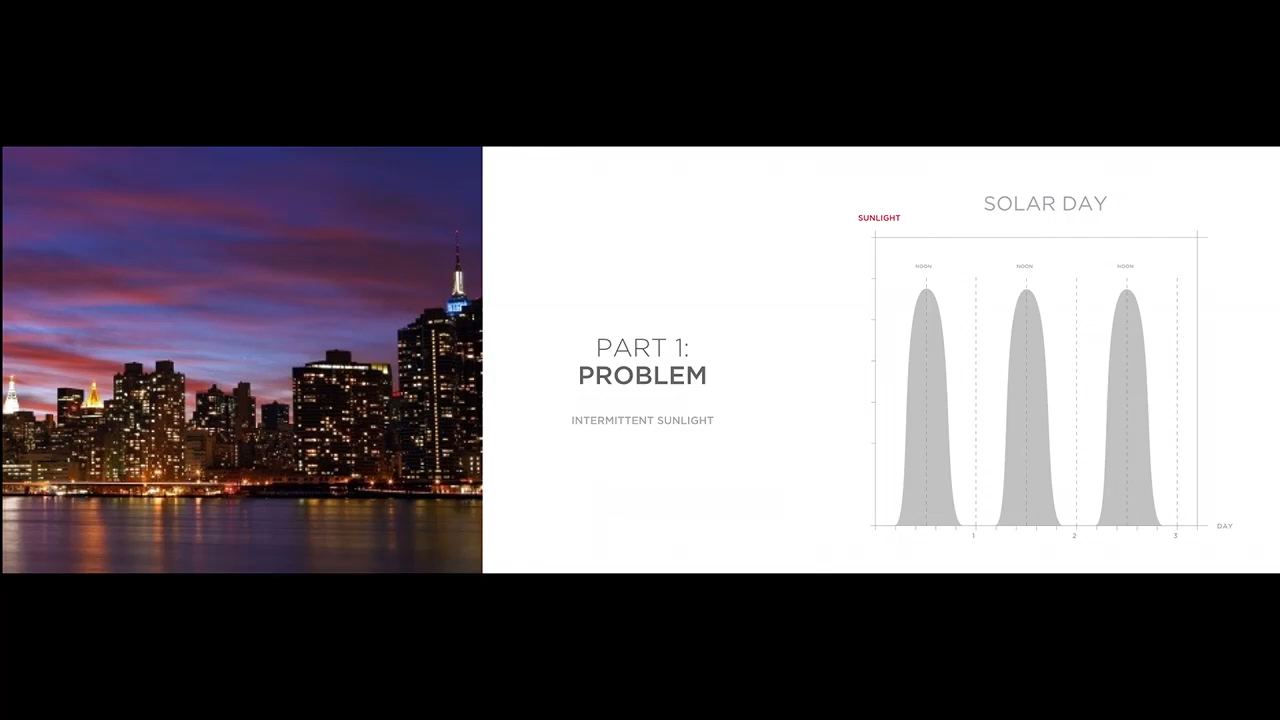 PART 1:
PROBLEM
INTERMITTENT SUNLIGHT
SOLAR DAY
SUNLIGHT
NOON
NOON
NOON
DAY
1
2
3